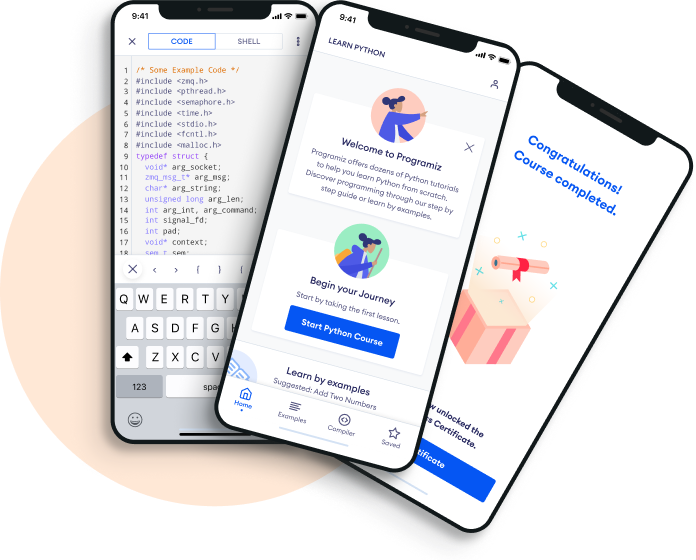 9:41
CODE
SHELL
1 /* Some Example Code */
2 #include <zmq.h>
3 #include <pthread.h>
4 #include <semaphore.h>
5 #include <time.h>
6 #include <stdio.h>
7 #include <fcntl.h>
8 #include <malloc.h>
9 typedef struct {
10 void* arg_socket;
11 zmq_msg_t* arg_msg;
12 char* arg_string;
13 unsigned long arg_len;
14 int arg_int, arg_command;
15 int signal_fd;
16 int pad;
17 void* context;
18 sem_t sem;
< > { }
Q W E R T Y
A S D F G H
Z X C V
123
9:41
LEARN PYTHON
Welcome to Programiz
Programiz offers dozens of Python tutorials
to help you learn Python from scratch.
Discover programming through our step by
step guide or learn by examples.
Begin your Journey
Start by taking the first lesson.
Start Python Course
Learn by examples
Suggested: Add Two Numbers
Home
Examples
Compiler
Saved
Congratulations!
Course completed.
unlocked the
Certificate.